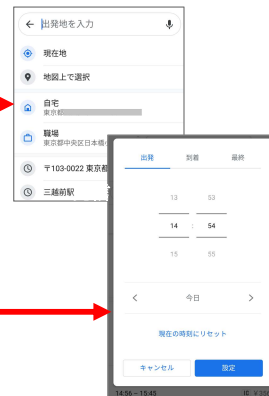 出発地を入力
現在地
地図上で選択
自宅
東京都
職場
東京都中央区日本橋
〒103-0022 東京都
三越前駅
出発 到着 最終
13 53
14 : 54
15 55
今日
現在の時刻にリセット
キャンセル 設定
14:56 – 15:45